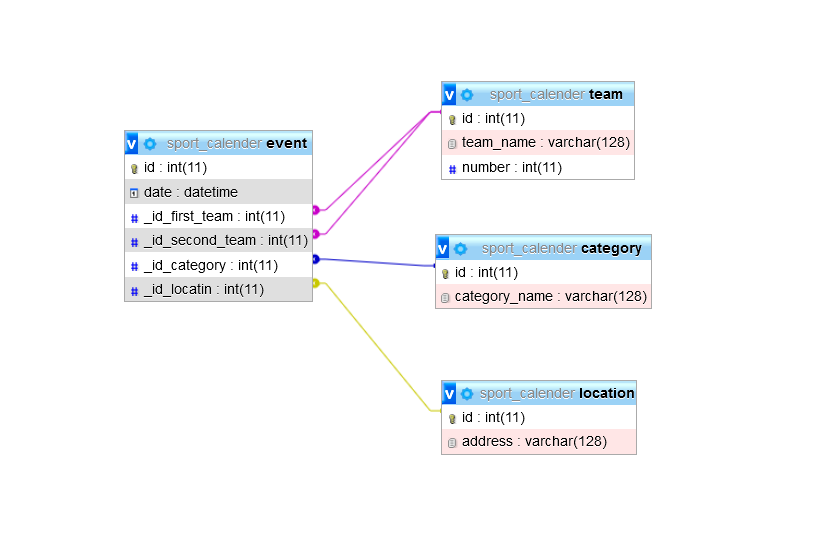 v sport_calender event
id : int(11)
date : datetime
# _id_first_team : int(11)
# _id_second_team : int(11)
# _id_category : int(11)
# _id_locatin : int(11)
v sport_calender team
id : int(11)
team_name : varchar(128)
# number : int(11)
v sport_calender category
id : int(11)
category_name : varchar(128)
v sport_calender location
id : int(11)
address : varchar(128)